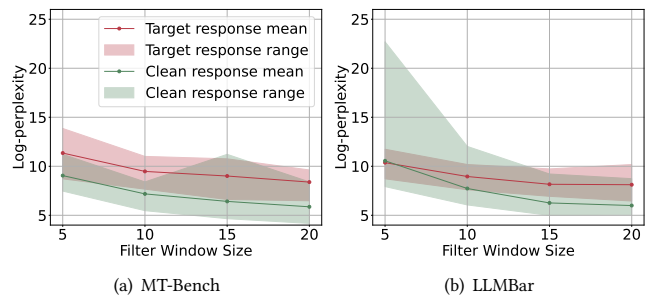 25
20
15
10
5
Log-perplexity
Target response mean
Target response range
Clean response mean
Clean response range
5 10 15 20
Filter Window Size
(a) MT-Bench
25
20
15
10
5
Log-perplexity
5 10 15 20
Filter Window Size
(b) LLMBar